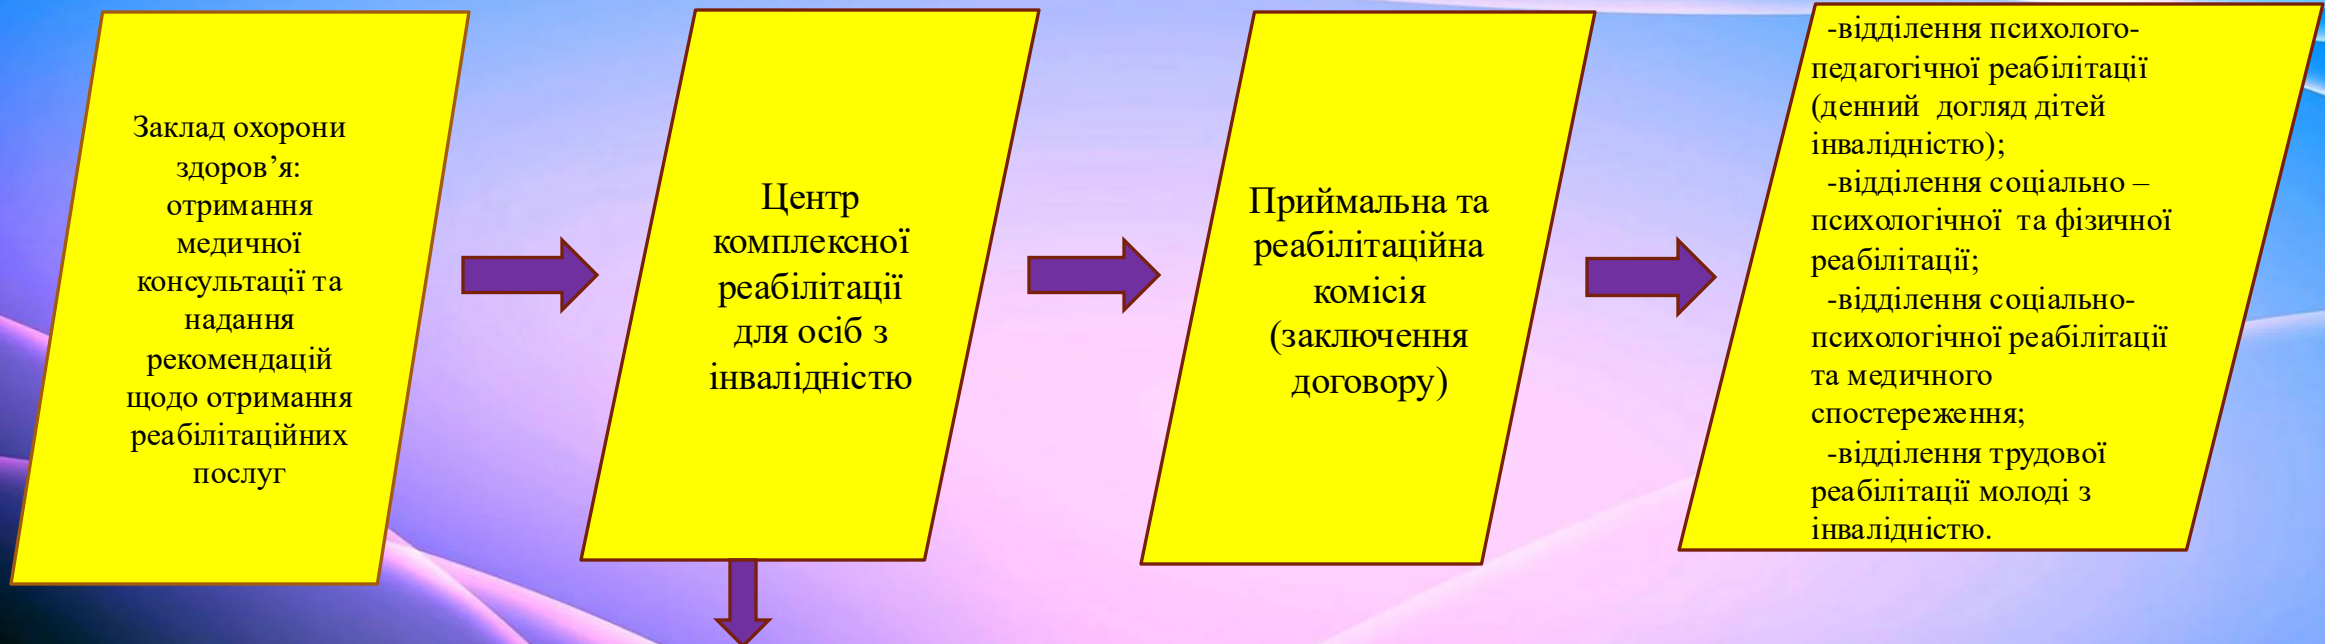 Заклад охорони
здоров’я:
отримання
медичної
консультації та
надання
рекомендацій
щодо отримання
реабілітаційних
послуг
Центр
комплексної
реабілітації
для осіб з
інвалідністю
Приймальна та
реабілітаційна
комісія
(заключення
договору)
-відділення психолого-
педагогічної реабілітації
(денний догляд дітей
інвалідністю);
-відділення соціально –
психологічної та фізичної
реабілітації;
-відділення соціально-
психологічної реабілітації
та медичного
спостереження;
-відділення трудової
реабілітації молоді з
інвалідністю.